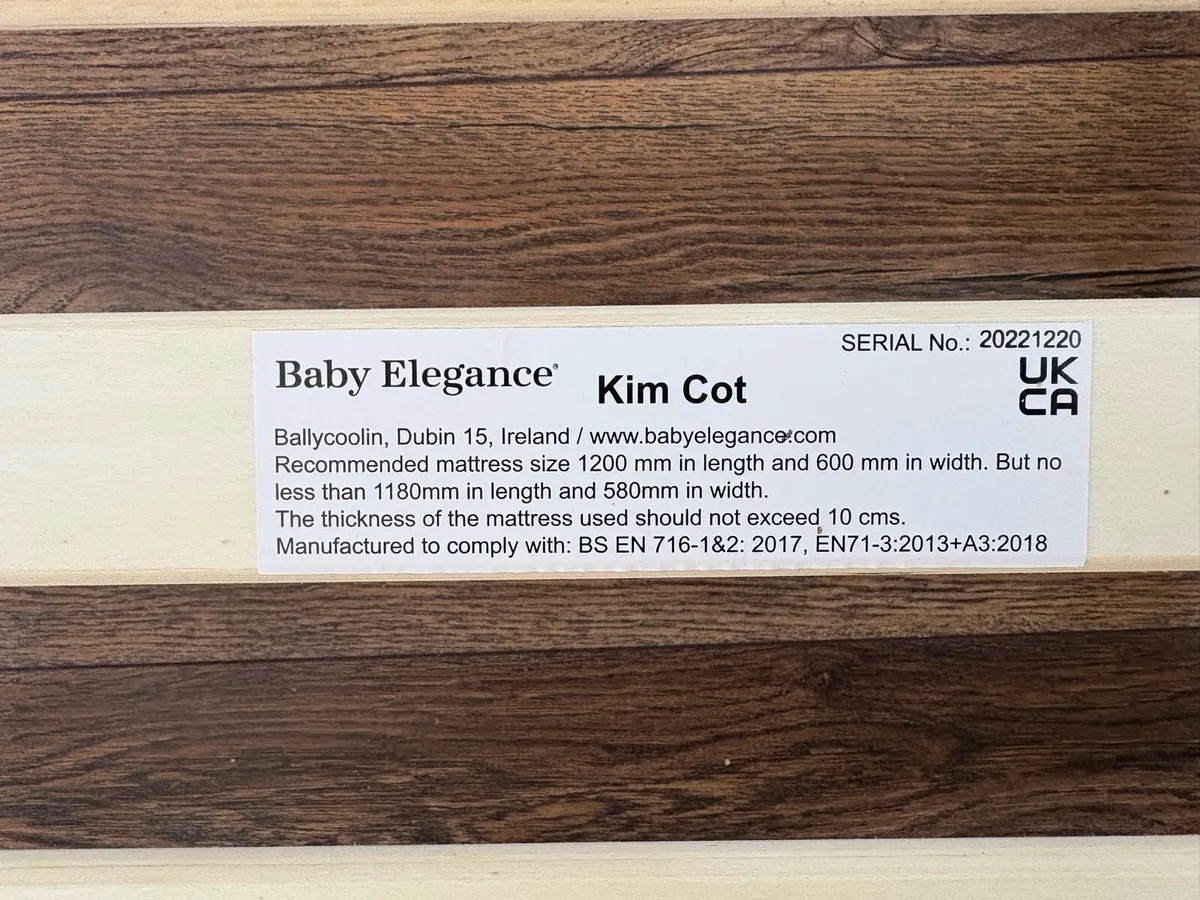 SERIAL No.: 20221220
Baby Elegance®
Kim Cot
UK
CA
Ballycoolin, Dubin 15, Ireland / www.babyelegance.com
Recommended mattress size 1200 mm in length and 600 mm in width. But no
less than 1180mm in length and 580mm in width.
The thickness of the mattress used should not exceed 10 cms.
Manufactured to comply with: BS EN 716-1&2: 2017, EN71-3:2013+A3:2018